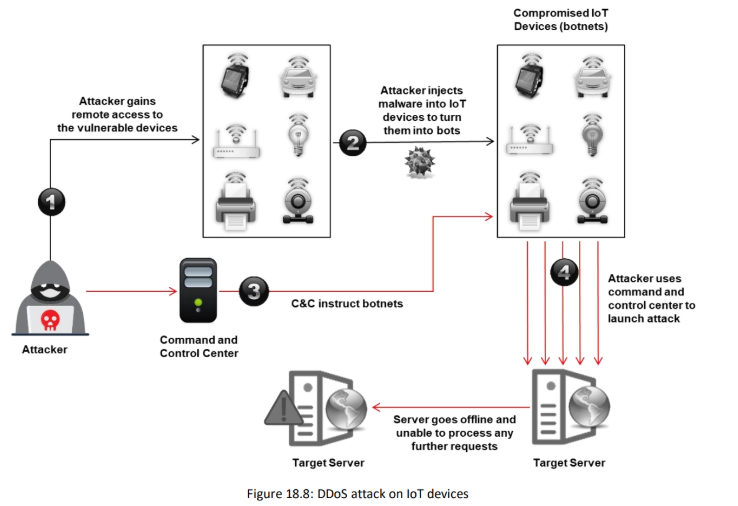 Compromised IoT
Devices (botnets)
Attacker gains
remote access to
the vulnerable devices
Attacker injects
malware into IoT
devices to turn
them into bots
1
2
3
C&C instruct botnets
4
Attacker uses
command and
control center to
launch attack
Attacker
Command and
Control Center
Server goes offline and
unable to process any
further requests
Target Server
Target Server
Figure 18.8: DDoS attack on IoT devices